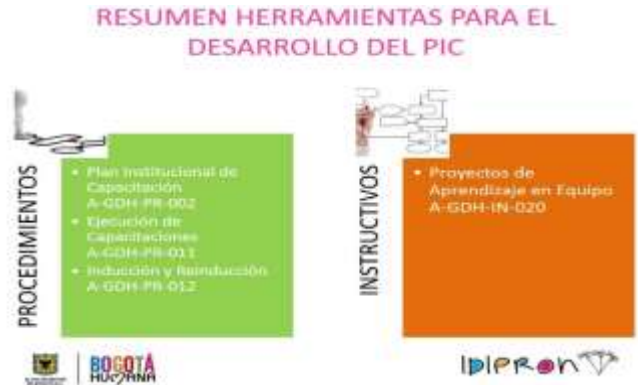 RESUMEN HERRAMIENTAS PARA EL
DESARROLLO DEL PIC
PROCEDIMIENTOS
• Plan Institucional de
Capacitación
A-GDH-PR-002
• Ejecución de
Capacitaciones
A-GDH-PR-011
• Inducción y Reinducción
A-GDH-PR-012
INSTRUCTIVOS
• Proyectos de
Aprendizaje en Equipo
A-GDH-IN-020
BOGOTÁ
HUMANA
IDIPRON